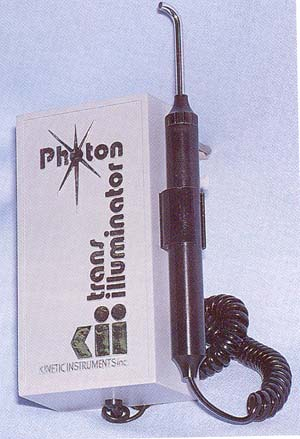 Photon
trans
illuminator
kii
KINETIC INSTRUMENTS inc.